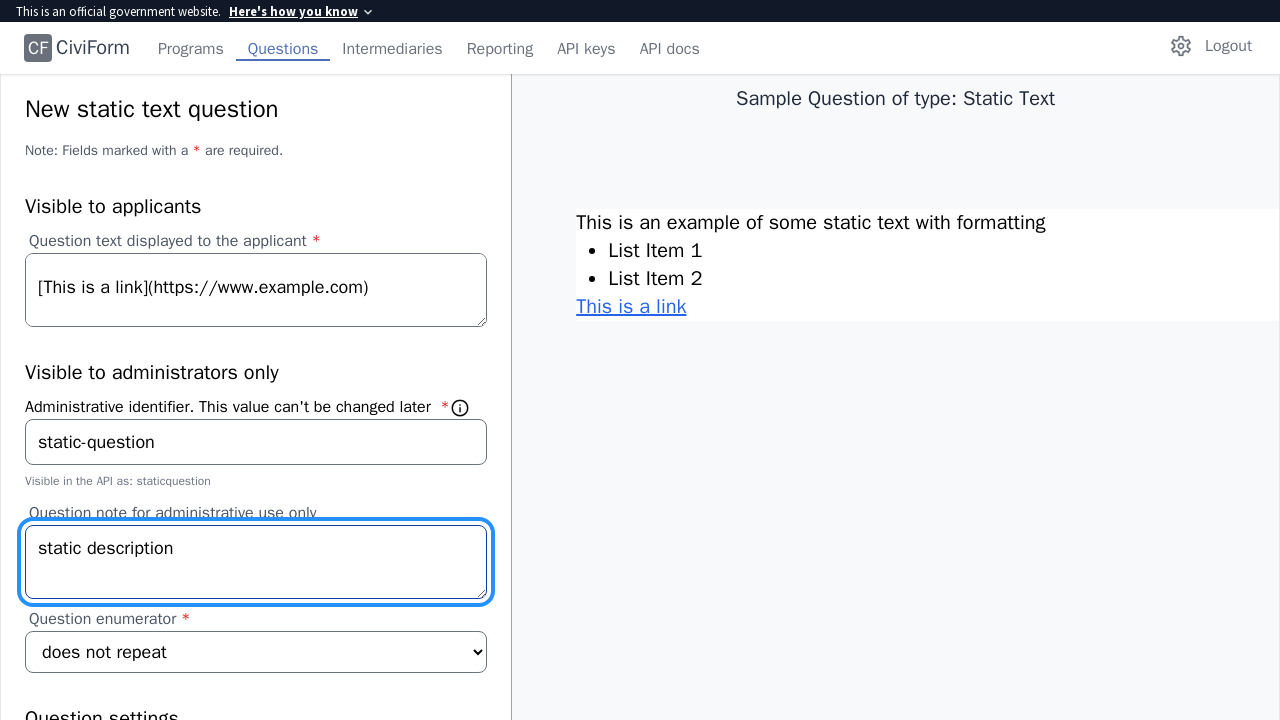 This is an official government website. Here's how you know
CF CiviForm Programs Questions Intermediaries Reporting API keys API docs Logout
New static text question
Note: Fields marked with a * are required.
Visible to applicants
Question text displayed to the applicant *
[This is a link](https://www.example.com)
Visible to administrators only
Administrative identifier. This value can't be changed later *
static-question
Visible in the API as: staticquestion
Question note for administrative use only
static description
Question enumerator *
does not repeat
Question settings
Sample Question of type: Static Text
This is an example of some static text with formatting
• List Item 1
• List Item 2
This is a link